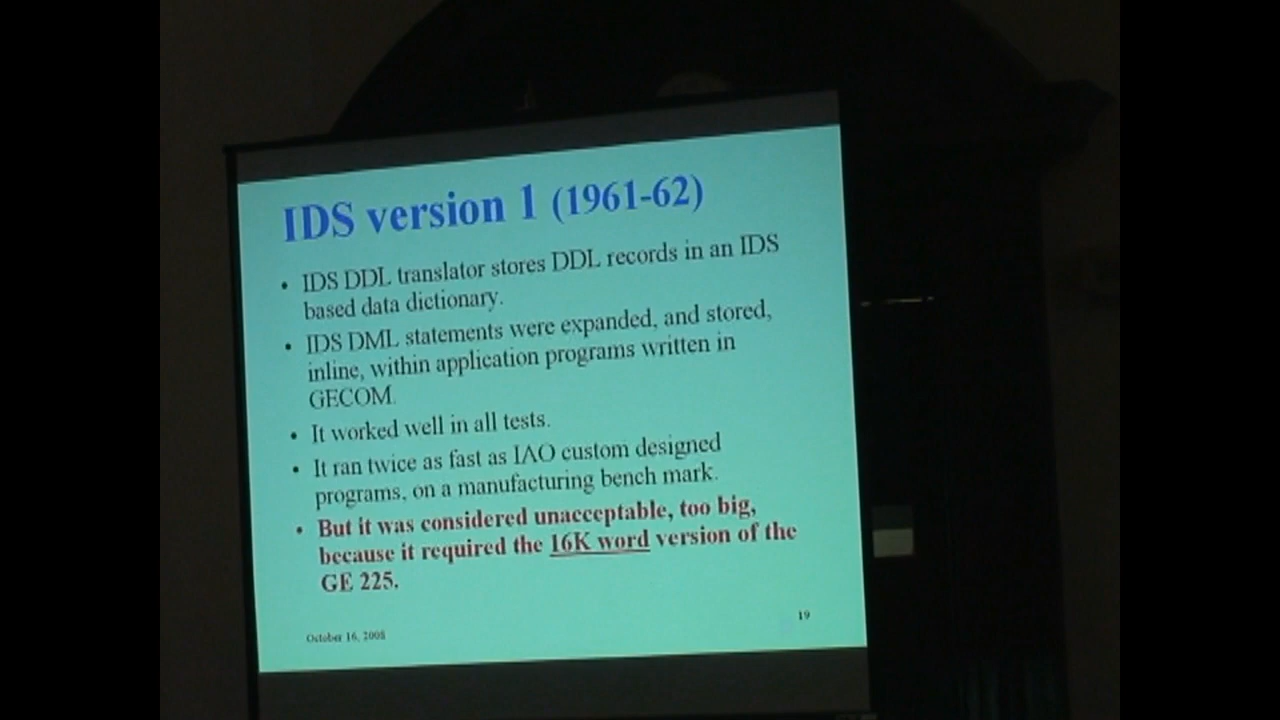 IDS version 1 (1961-62)
• IDS DDL translator stores DDL records in an IDS
based data dictionary.
• IDS DML statements were expanded, and stored,
inline, within application programs written in
GECOM.
• It worked well in all tests.
• It ran twice as fast as IAO custom designed
programs, on a manufacturing bench mark.
• But it was considered unacceptable, too big,
because it required the 16K word version of the
GE 225.
October 16, 2008
19